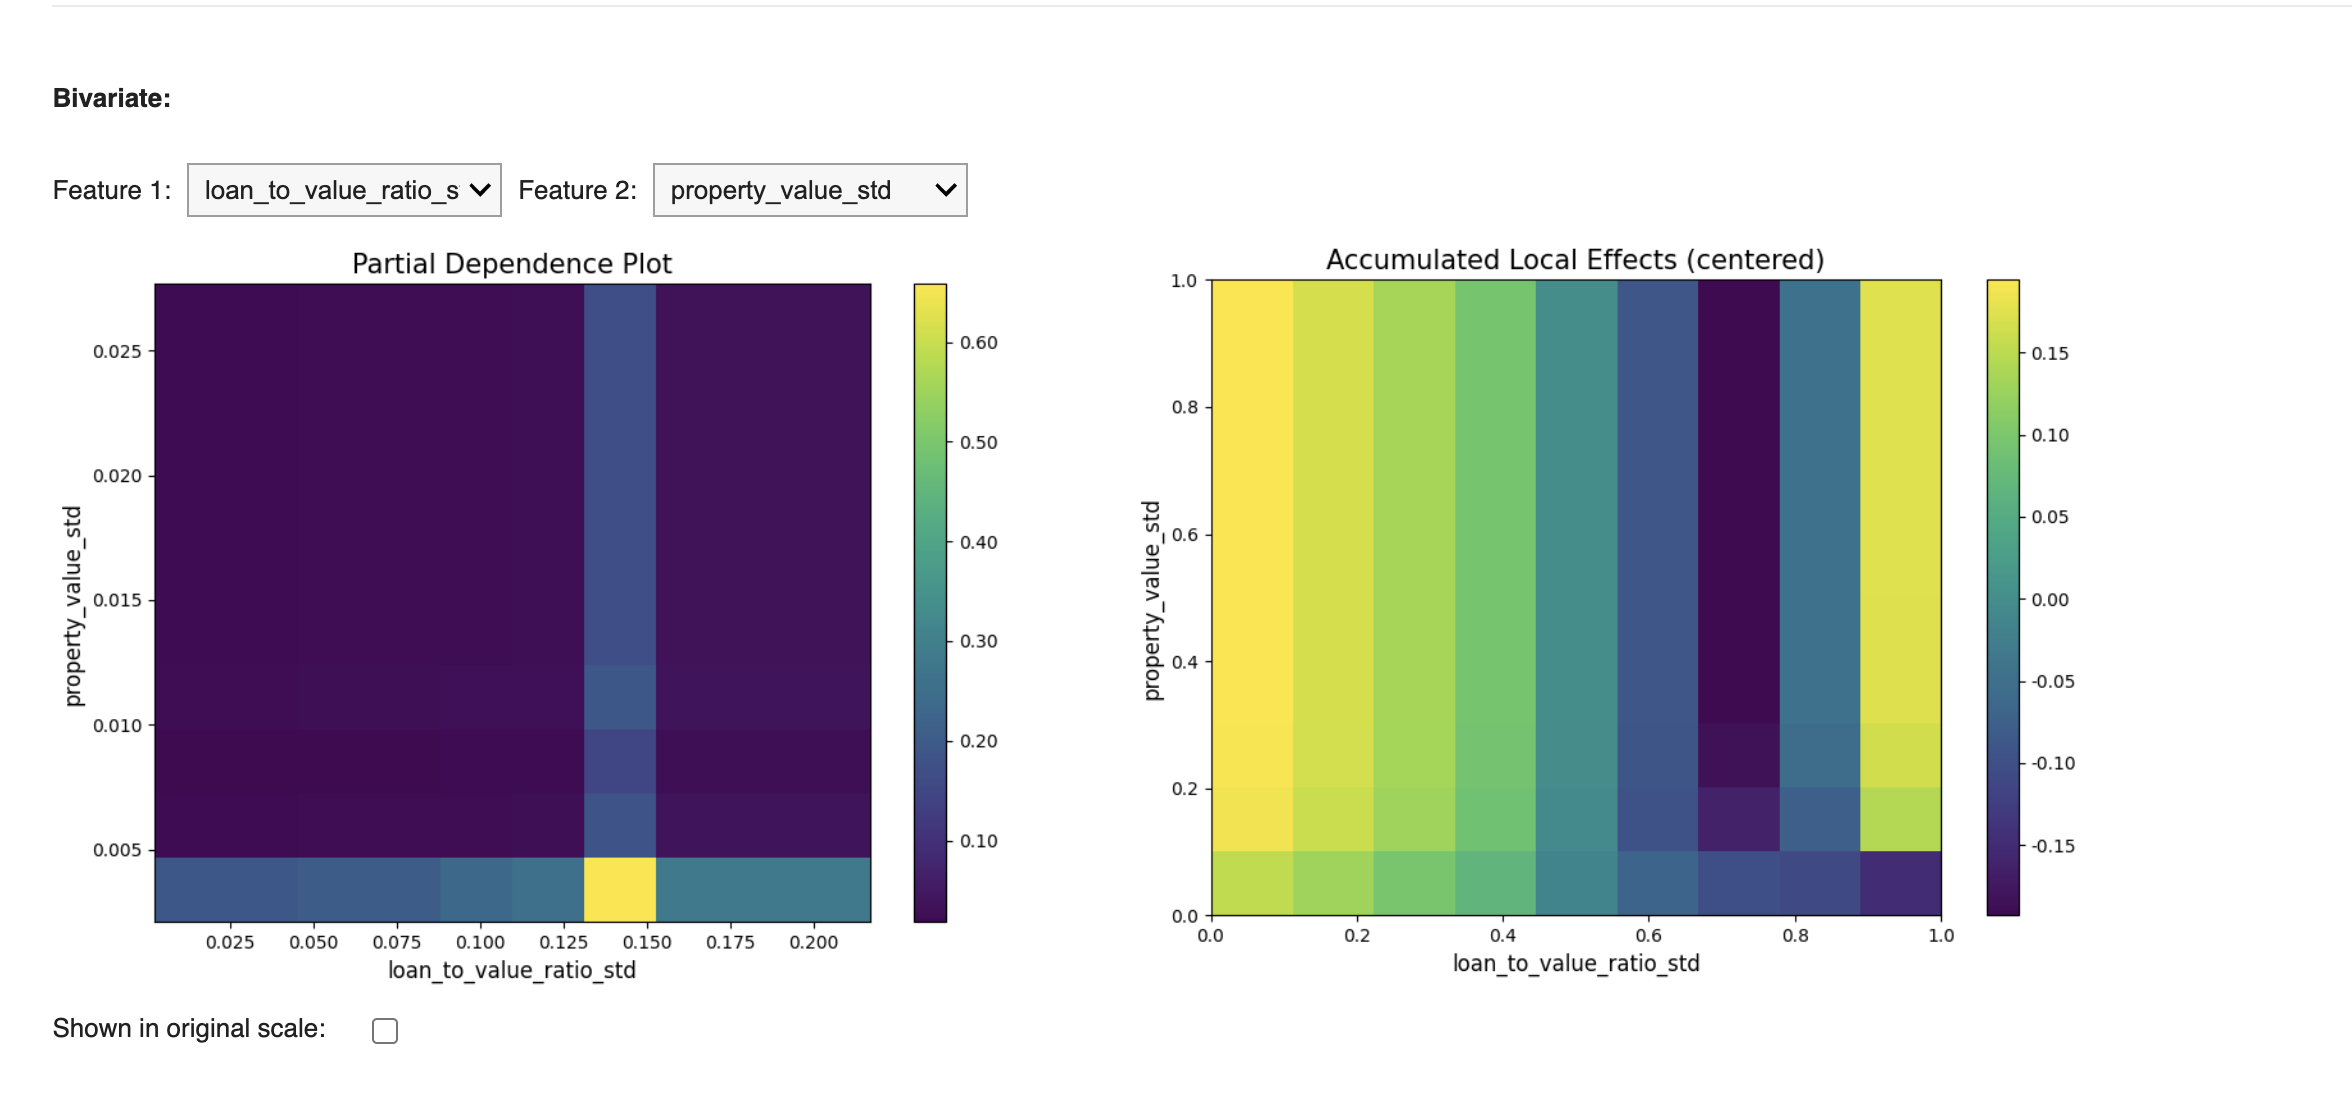 Bivariate:
Feature 1: loan_to_value_ratio_s Feature 2: property_value_std
Partial Dependence Plot
0.025
0.020
0.015
0.010
0.005
property_value_std
0.025 0.050 0.075 0.100 0.125 0.150 0.175 0.200
loan_to_value_ratio_std
0.60
0.50
0.40
0.30
0.20
0.10
Accumulated Local Effects (centered)
1.0
0.8
0.6
0.4
0.2
0.0
property_value_std
0.0 0.2 0.4 0.6 0.8 1.0
loan_to_value_ratio_std
0.15
0.10
0.05
0.00
-0.05
-0.10
-0.15
Shown in original scale: